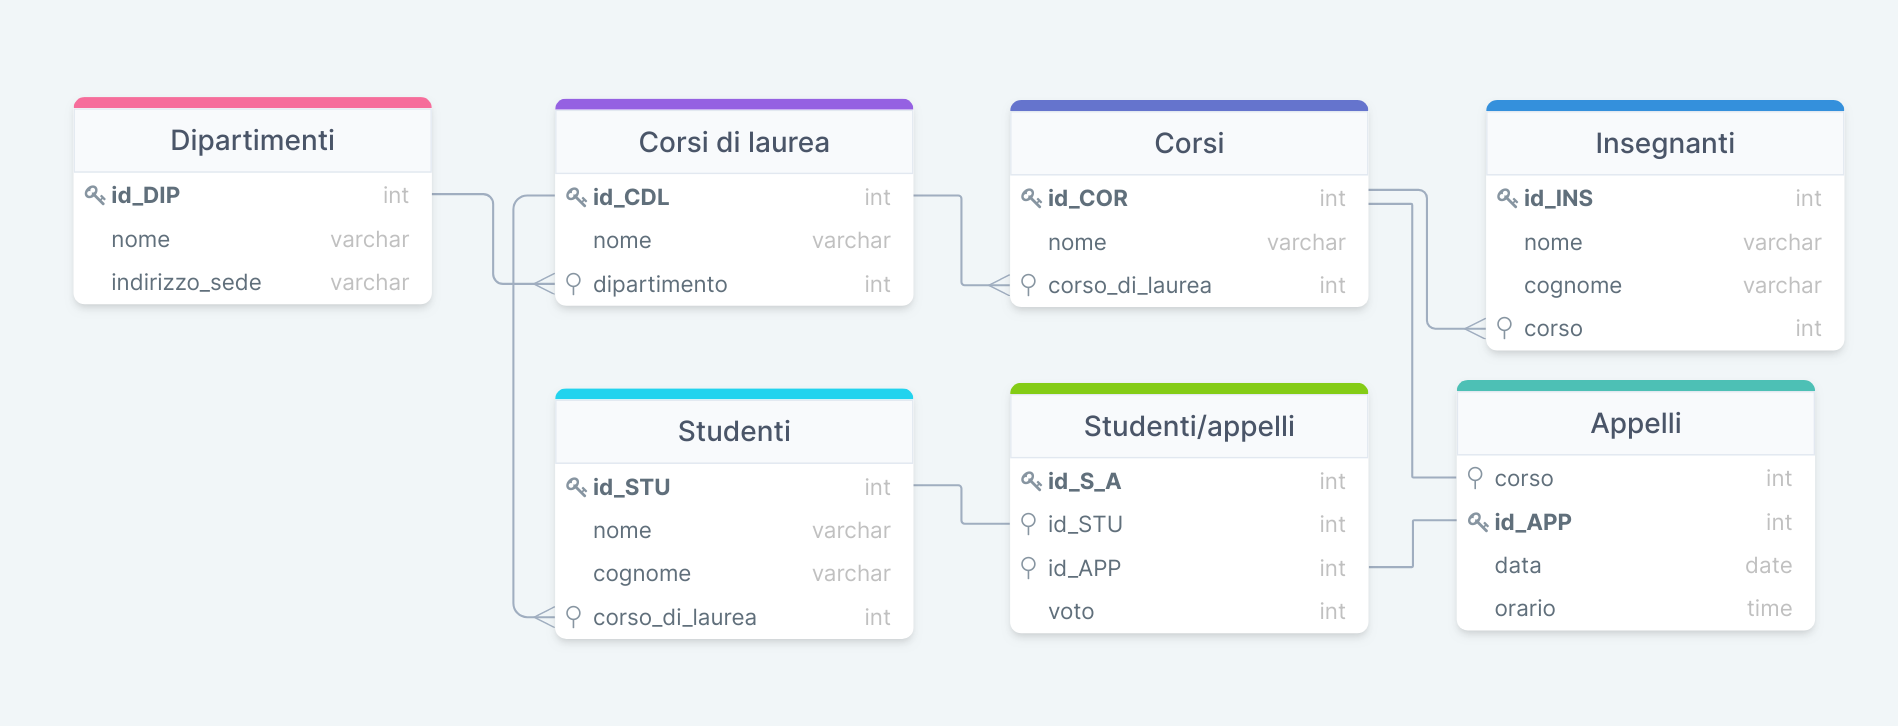 Dipartimenti
id_DIP int
nome varchar
indirizzo_sede varchar
Corsi di laurea
id_CDL int
nome varchar
dipartimento int
Corsi
id_COR int
nome varchar
corso_di_laurea int
Insegnanti
id_INS int
nome varchar
cognome varchar
corso int
Studenti
id_STU int
nome varchar
cognome varchar
corso_di_laurea int
Studenti/appelli
id_S_A int
id_STU int
id_APP int
voto int
Appelli
corso int
id_APP int
data date
orario time